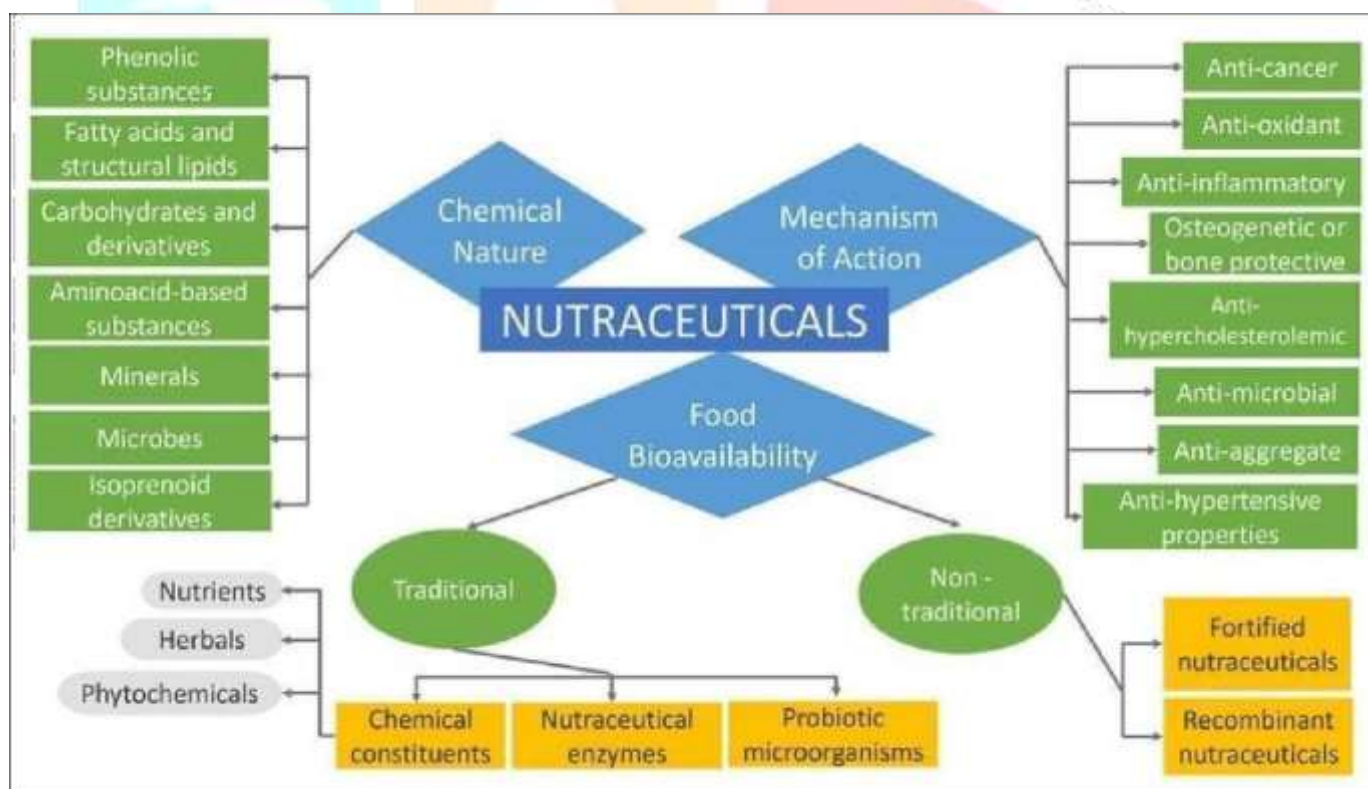 Phenolic
substances
Fatty acids and
structural lipids
Carbohydrates and
derivatives
Aminoacid-based
substances
Minerals
Microbes
Isoprenoid
derivatives
Chemical
Nature
Mechanism
of Action
NUTRACEUTICALS
Food
Bioavailability
Anti-cancer
Anti-oxidant
Anti-inflammatory
Osteogenetic or
bone protective
Anti-
hypercholesterolemic
Anti-microbial
Anti-aggregate
Anti-hypertensive
properties
Traditional
Non -
traditional
Nutrients
Herbals
Phytochemicals
Chemical
constituents
Nutraceutical
enzymes
Probiotic
microorganisms
Fortified
nutraceuticals
Recombinant
nutraceuticals